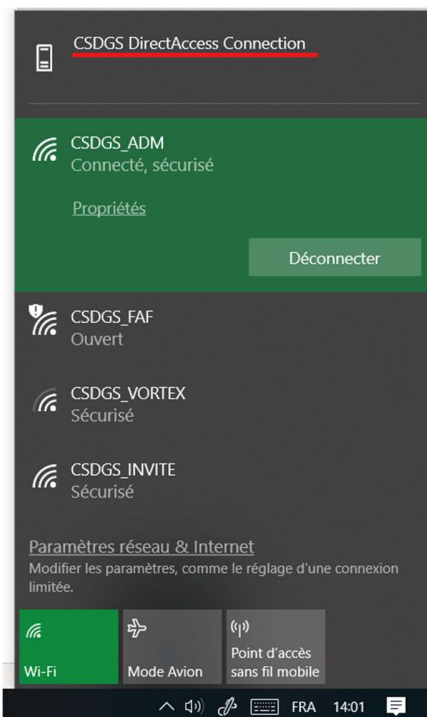 CSDGS DirectAccess Connection
CSDGS_ADM
Connecté, sécurisé
Propriétés
Déconnecter
CSDGS_FAF
Ouvert
CSDGS_VORTEX
Sécurisé
CSDGS_INVITE
Sécurisé
Paramètres réseau & Internet
Modifier les paramètres, comme le réglage d'une connexion
limitée.
Wi-Fi
Mode Avion
Point d'accès
sans fil mobile
FRA 14:01